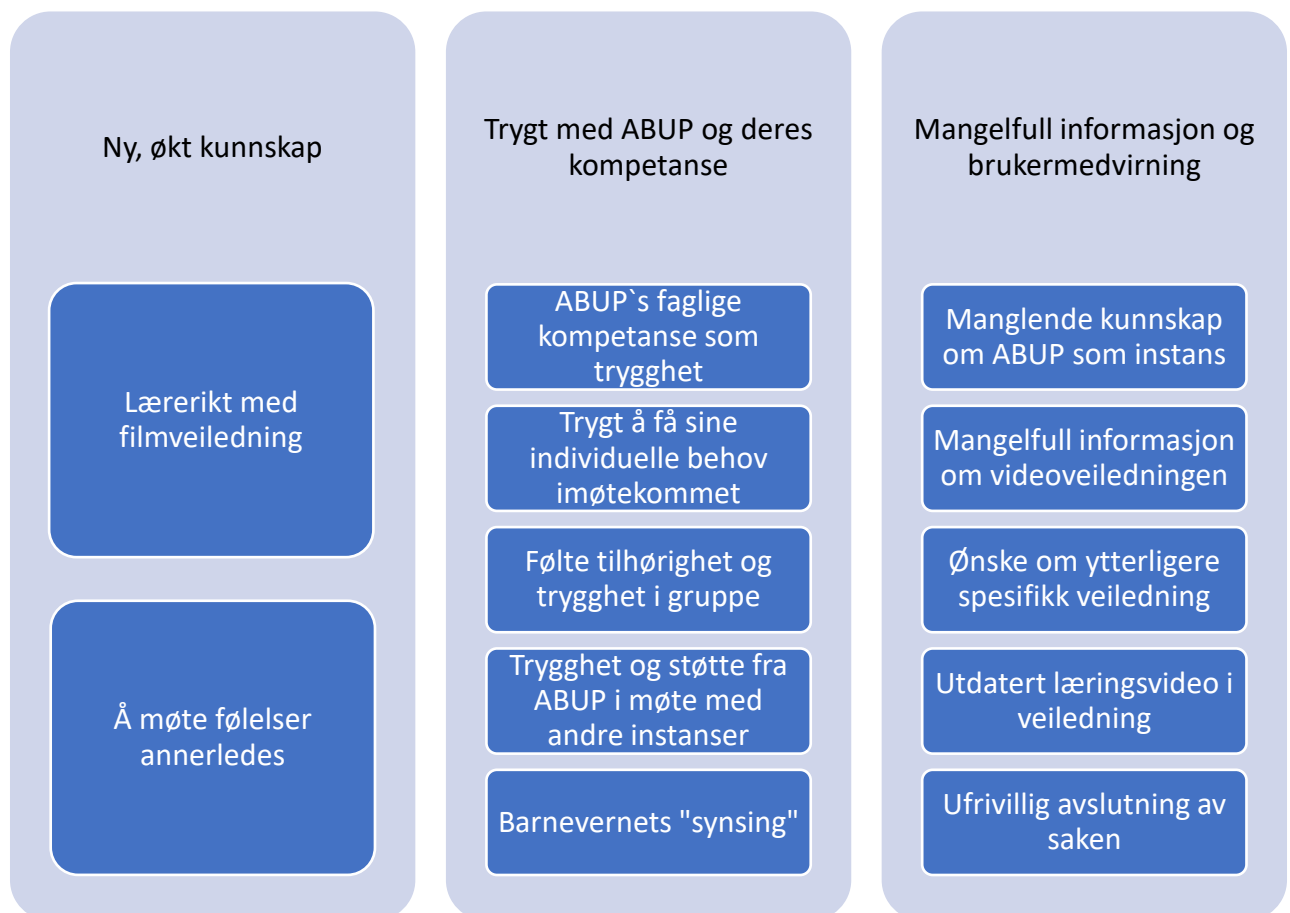 Ny, økt kunnskap
Lærerikt med
filmveiledning
Å møte følelser
annerledes
Trygt med ABUP og deres
kompetanse
ABUP`s faglige
kompetanse som
trygghet
Trygt å få sine
individuelle behov
imøtekommet
Følte tilhørighet og
trygghet i gruppe
Trygghet og støtte fra
ABUP i møte med
andre instanser
Barnevernets "synsing"
Mangelfull informasjon og
brukermedvirning
Manglende kunnskap
om ABUP som instans
Mangelfull informasjon
om videoveiledningen
Ønske om ytterligere
spesifikk veiledning
Utdatert læringsvideo i
veiledning
Ufrivillig avslutning av
saken